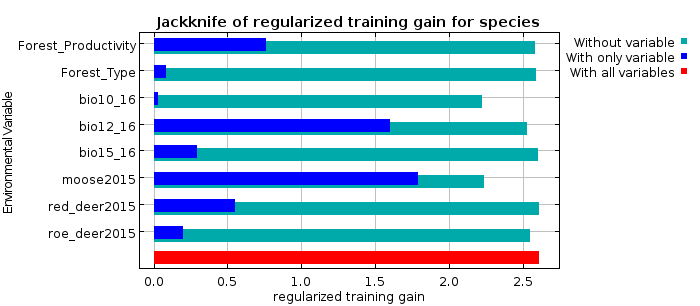 Jackknife of regularized training gain for species
Environmental Variable
Forest_Productivity
Forest_Type
bio10_16
bio12_16
bio15_16
moose2015
red_deer2015
roe_deer2015
0.0 0.5 1.0 1.5 2.0 2.5
regularized training gain
Without variable
With only variable
With all variables